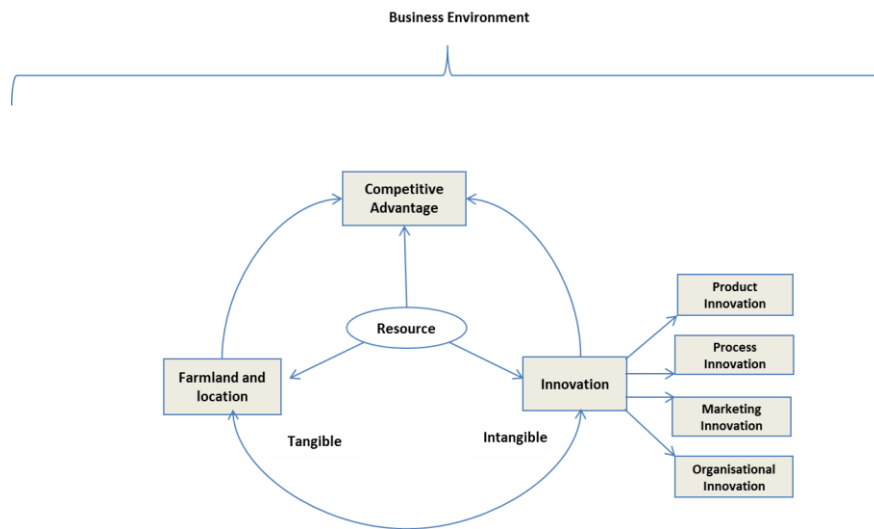 Business Environment
Competitive
Advantage
Resource
Farmland and
location
Innovation
Product
Innovation
Process
Innovation
Marketing
Innovation
Organisational
Innovation
Tangible
Intangible